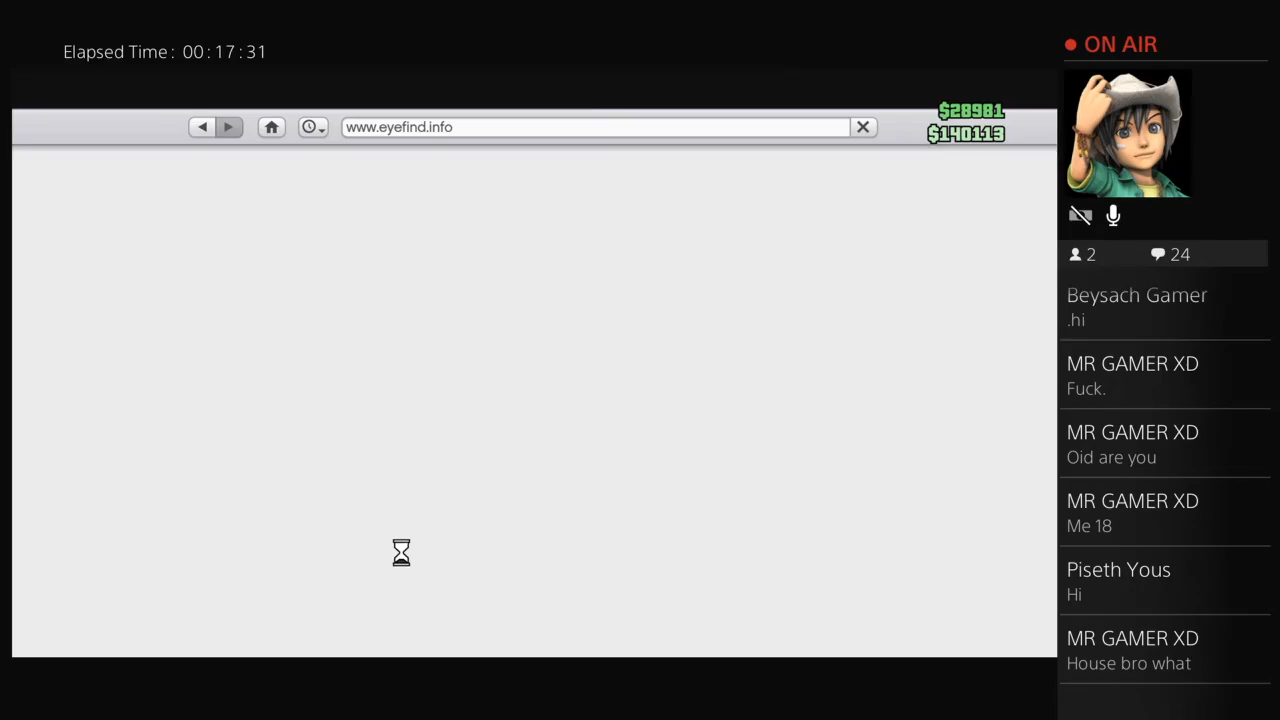 Elapsed Time: 00:17:31
ON AIR
www.eyefind.info
$28981
$140113
2 24
Beysach Gamer
.hi
MR GAMER XD
Fuck.
MR GAMER XD
Oid are you
MR GAMER XD
Me 18
Piseth Yous
Hi
MR GAMER XD
House bro what